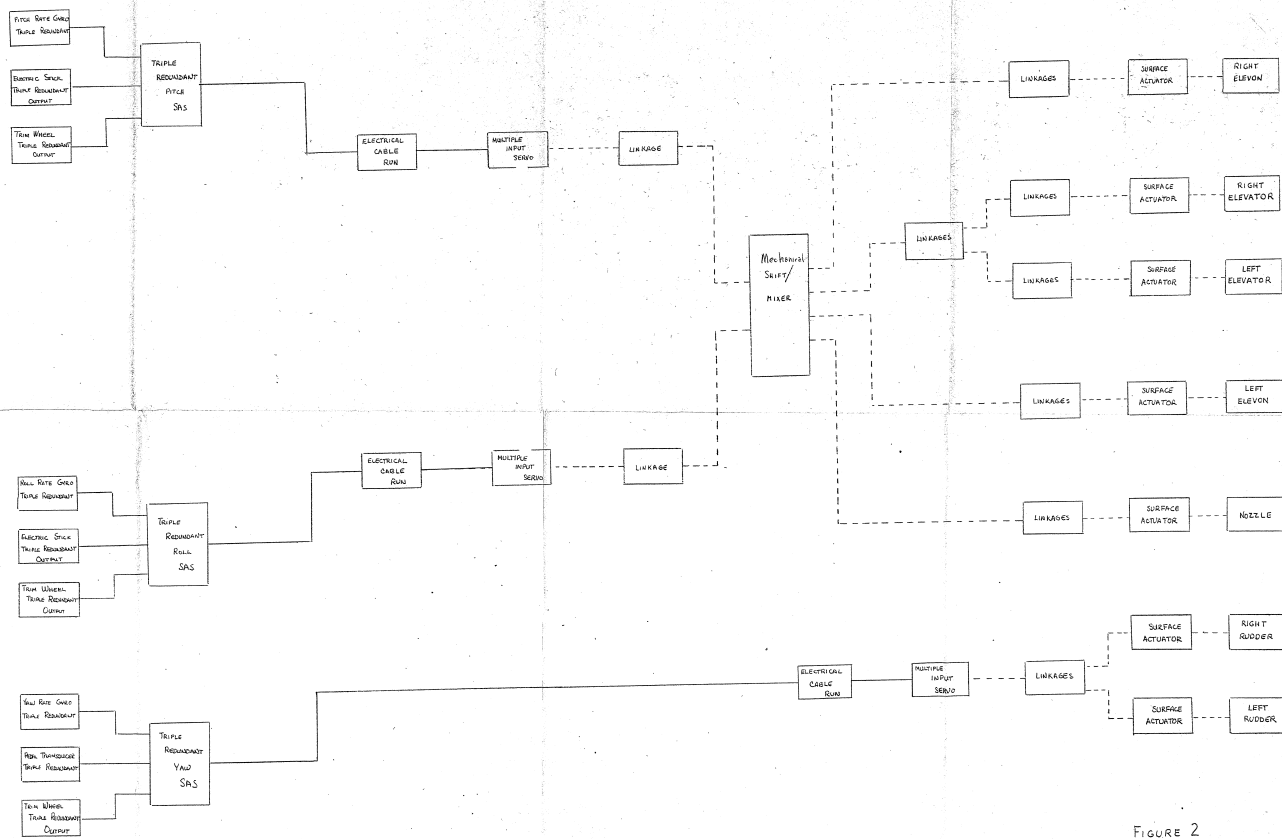 PITCH RATE GYRO
TRIPLE REDUNDANT
ELECTRIC STICK
TRIPLE REDUNDANT
OUTPUT
TRIM WHEEL
TRIPLE REDUNDANT
OUTPUT
TRIPLE
REDUNDANT
PITCH
SAS
ELECTRICAL
CABLE
RUN
MULTIPLE
INPUT
SERVO
LINKAGE
Mechanical
SHIFT/
MIXER
LINKAGES
SURFACE
ACTUATOR
RIGHT
ELEVON
LINKAGES
LINKAGES
SURFACE
ACTUATOR
RIGHT
ELEVATOR
LINKAGES
SURFACE
ACTUATOR
LEFT
ELEVATOR
LINKAGES
SURFACE
ACTUATOR
LEFT
ELEVON
LINKAGES
SURFACE
ACTUATOR
NOZZLE
ROLL RATE GYRO
TRIPLE REDUNDANT
ELECTRIC STICK
TRIPLE REDUNDANT
OUTPUT
TRIM WHEEL
TRIPLE REDUNDANT
OUTPUT
TRIPLE
REDUNDANT
ROLL
SAS
ELECTRICAL
CABLE
RUN
MULTIPLE
INPUT
SERVO
LINKAGE
YAW RATE GYRO
TRIPLE REDUNDANT
PEDAL TRANSDUCER
TRIPLE REDUNDANT
TRIM WHEEL
TRIPLE REDUNDANT
OUTPUT
TRIPLE
REDUNDANT
YAW
SAS
ELECTRICAL
CABLE
RUN
MULTIPLE
INPUT
SERVO
LINKAGES
SURFACE
ACTUATOR
RIGHT
RUDDER
SURFACE
ACTUATOR
LEFT
RUDDER
FIGURE 2